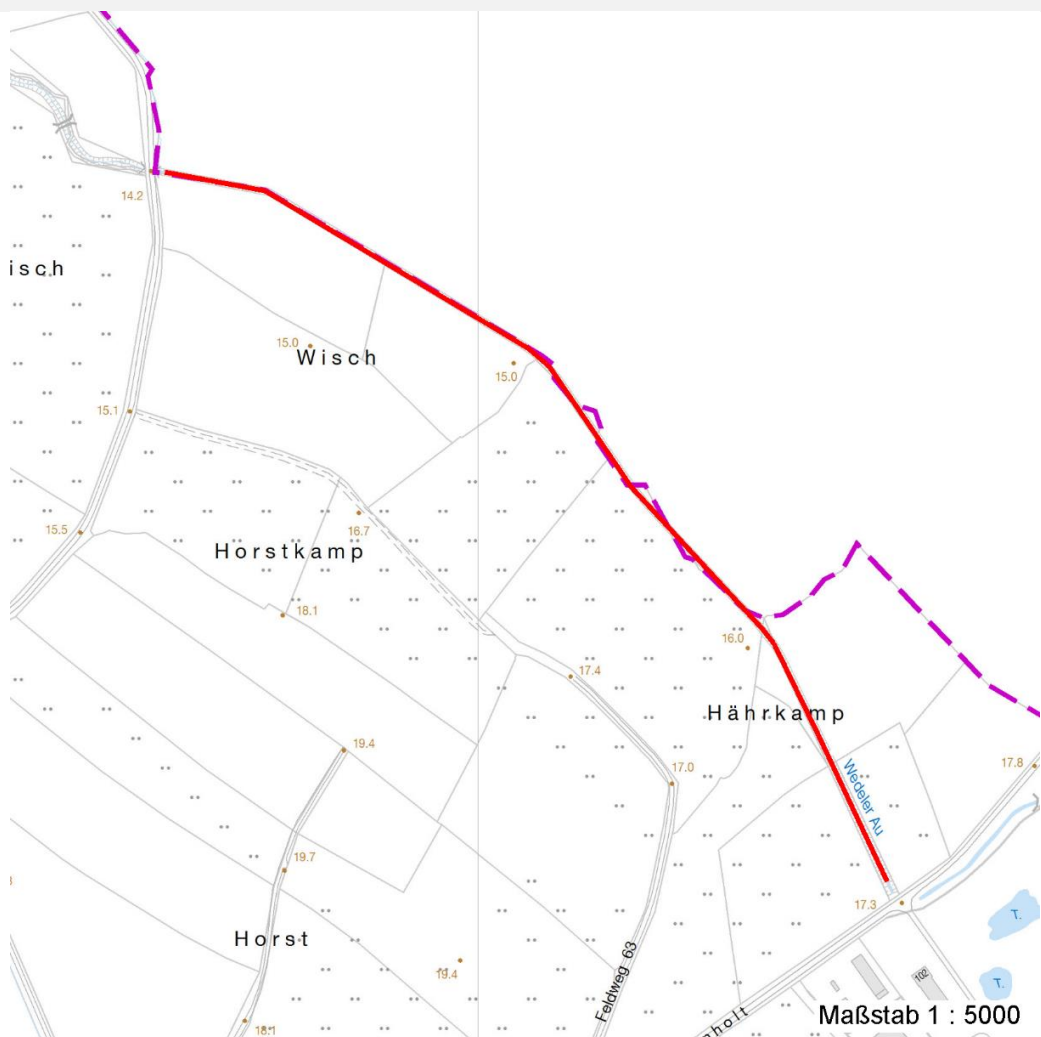 14.2
isch
15.0
Wisch
15.0
15.1
16.7
15.5
Horstkamp
18.1
16.0
17.4
Hährkamp
19.4
17.0
17.8
Wedeler Au
19.7
17.3
T.
Horst
19.4
Feldweg 63
102
T.
nholt
18.1
Maßstab 1 : 5000